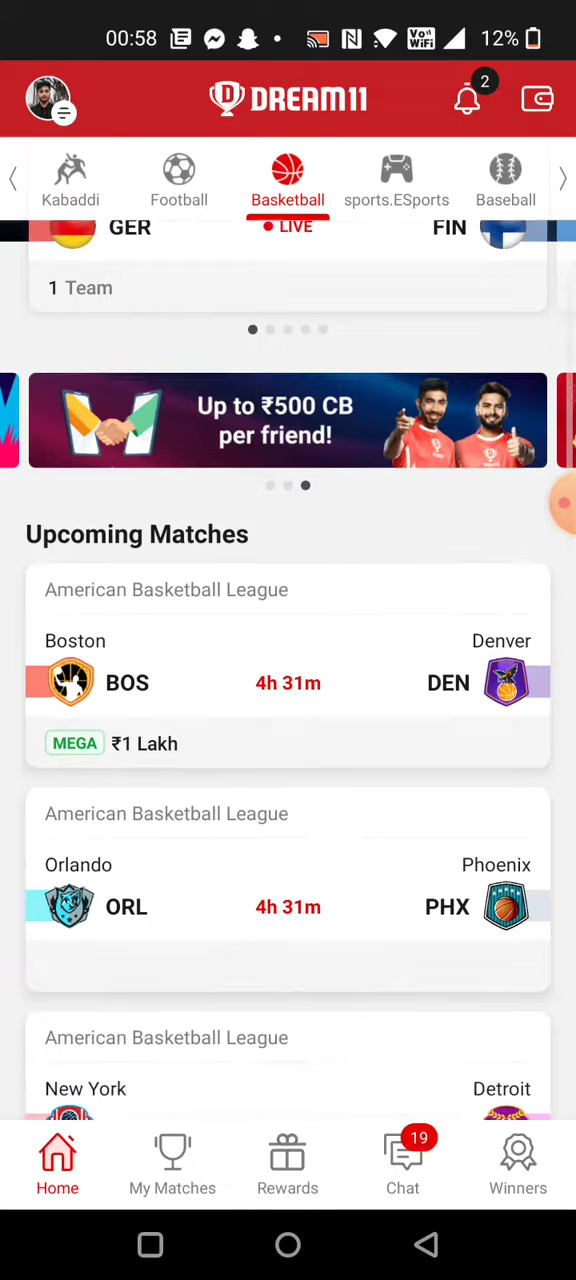 00:58
Vo))
WiFi
12%
2
D DREAM11
Kabaddi
Football
Basketball
sports.ESports
Baseball
GER
LIVE
FIN
1 Team
Up to ₹500 CB
per friend!
Upcoming Matches
American Basketball League
Boston
Denver
BOS
4h 31m
DEN
MEGA ₹1 Lakh
American Basketball League
Orlando
Phoenix
ORL
4h 31m
PHX
American Basketball League
New York
Detroit
19
Home
My Matches
Rewards
Chat
Winners